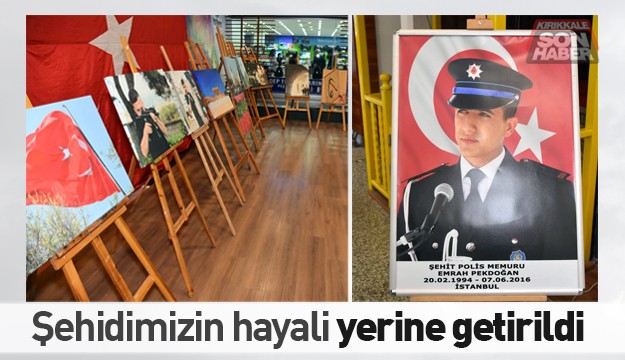 KIRIKKALE
SON
HABER
ŞEHİT POLİS MEMURU
EMRAH PEKDOĞAN
20.02.1994 - 07.06.2016
İSTANBUL
Şehidimizin hayali yerine getirildi